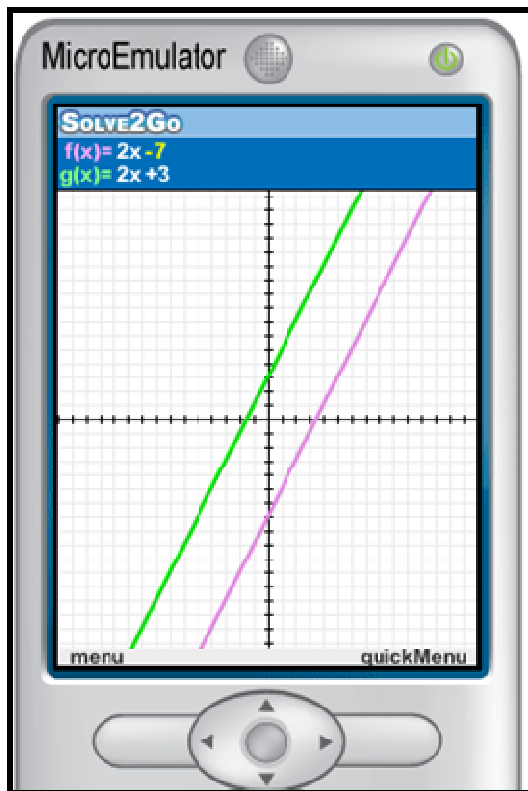 MicroEmulator
SOLVE2GO
f(x)= 2x -7
g(x)= 2x +3
menu quickMenu